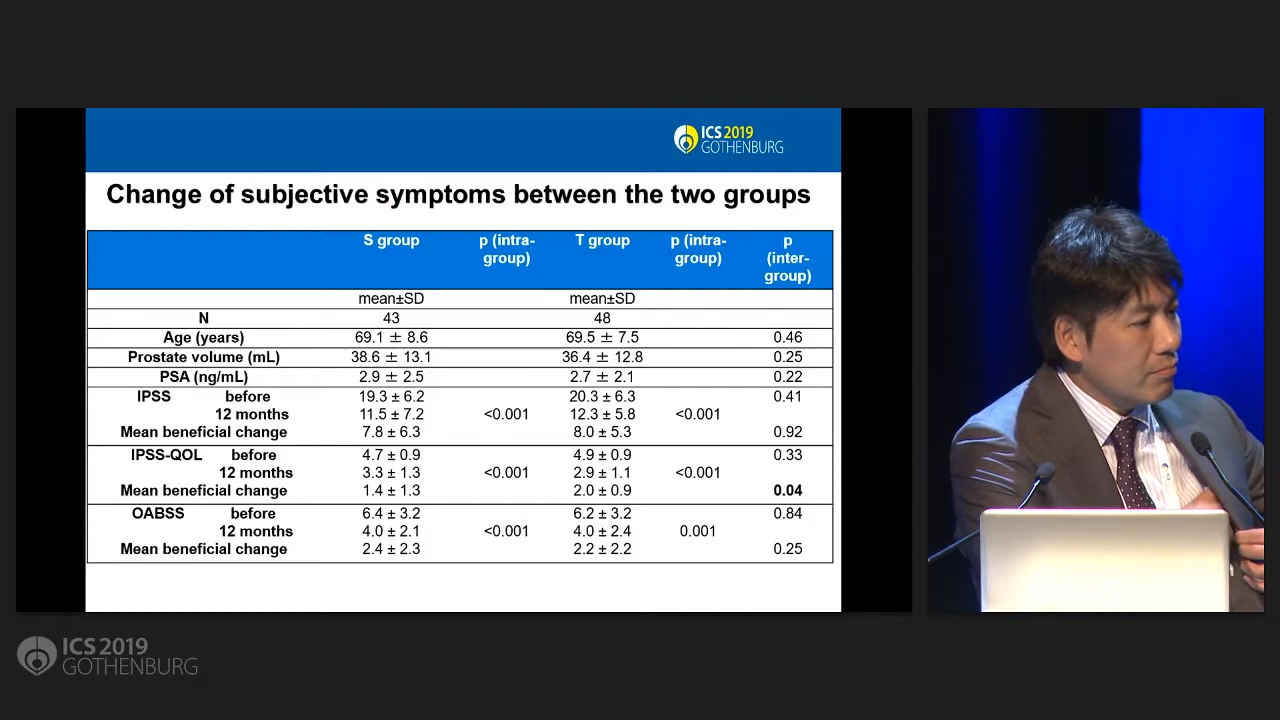 ICS 2019
GOTHENBURG
Change of subjective symptoms between the two groups
S group p (intra-group) T group p (intra-group) p (inter-group)
mean±SD mean±SD
N 43 48
Age (years) 69.1 ± 8.6 69.5 ± 7.5 0.46
Prostate volume (mL) 38.6 ± 13.1 36.4 ± 12.8 0.25
PSA (ng/mL) 2.9 ± 2.5 2.7 ± 2.1 0.22
IPSS before 19.3 ± 6.2 20.3 ± 6.3 0.41
12 months 11.5 ± 7.2 <0.001 12.3 ± 5.8 <0.001
Mean beneficial change 7.8 ± 6.3 8.0 ± 5.3 0.92
IPSS-QOL before 4.7 ± 0.9 4.9 ± 0.9 0.33
12 months 3.3 ± 1.3 <0.001 2.9 ± 1.1 <0.001
Mean beneficial change 1.4 ± 1.3 2.0 ± 0.9 0.04
OABSS before 6.4 ± 3.2 6.2 ± 3.2 0.84
12 months 4.0 ± 2.1 <0.001 4.0 ± 2.4 0.001
Mean beneficial change 2.4 ± 2.3 2.2 ± 2.2 0.25
ICS 2019
GOTHENBURG